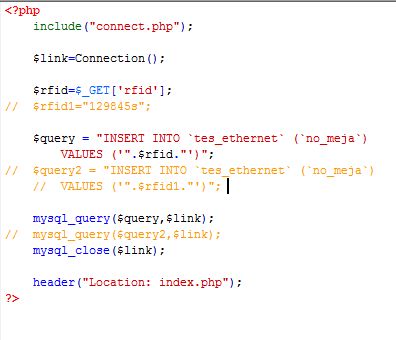 <?php
include("connect.php");
$link=Connection();
$rfid=$_GET['rfid'];
// $rfid1="129845s";
$query = "INSERT INTO `tes_ethernet` (`no_meja`)
VALUES ('".$rfid."')";
// $query2 = "INSERT INTO `tes_ethernet` (`no_meja`)
// VALUES ('".$rfid1."')";
mysql_query($query,$link);
// mysql_query($query2,$link);
mysql_close($link);
header("Location: index.php");
?>